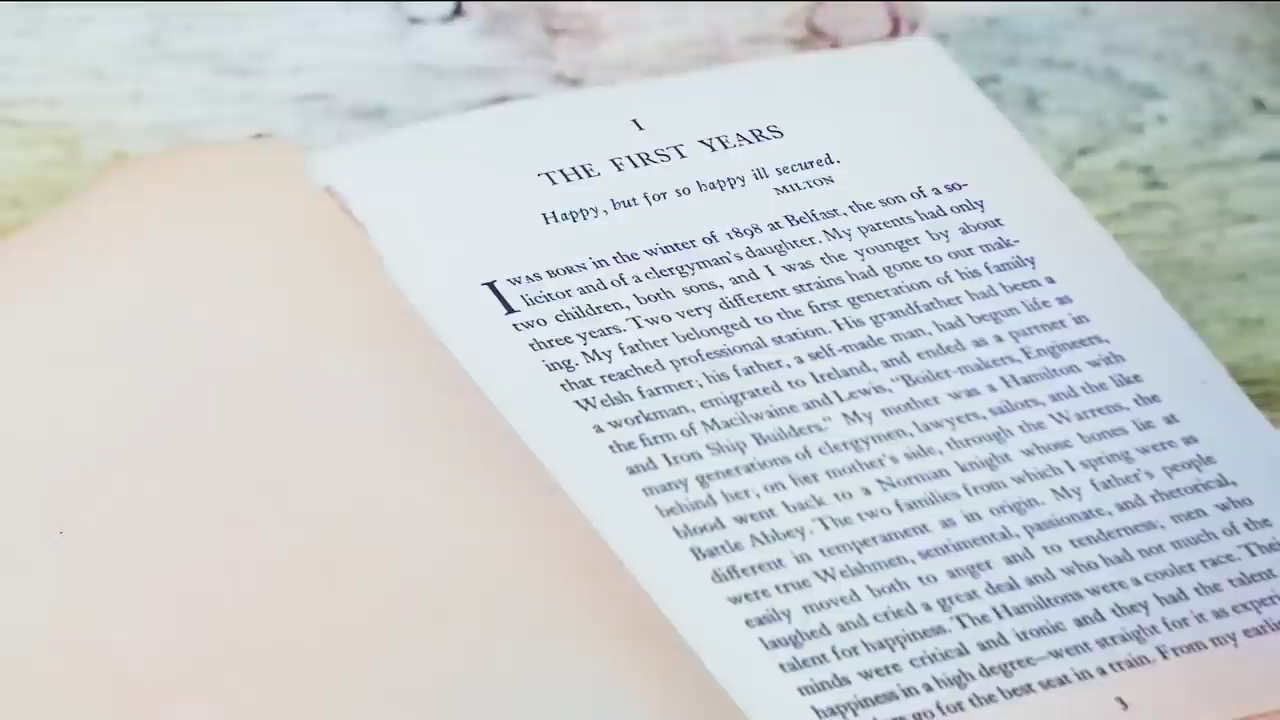 I
THE FIRST YEARS
Happy, but for so happy ill secured.
MILTON
I WAS BORN in the winter of 1898 at Belfast, the son of a so-
licitor and of a clergyman's daughter. My parents had only
two children, both sons, and I was the younger by about
three years. Two very different strains had gone to our mak-
ing. My father belonged to the first generation of his family
that reached professional station. His grandfather had been a
Welsh farmer; his father, a self-made man, had begun life as
a workman, emigrated to Ireland, and ended as a partner in
the firm of Macilwaine and Lewis, "Boiler-makers, Engineers,
and Iron Ship Builders." My mother was a Hamilton with
many generations of clergymen, lawyers, sailors, and the like
behind her; on her mother's side, through the Warrens, the
blood went back to a Norman knight whose bones lie at
Battle Abbey. The two families from which I spring were as
different in temperament as in origin. My father's people
were true Welshmen, sentimental, passionate, and rhetorical,
easily moved both to anger and to tenderness; men who
laughed and cried a great deal and who had not much of the
talent for happiness. The Hamiltons were a cooler race. Thei
minds were critical and ironic and they had the talent
happiness in a high degree—went straight for it as experi
go for the best seat in a train. From my earlie
3